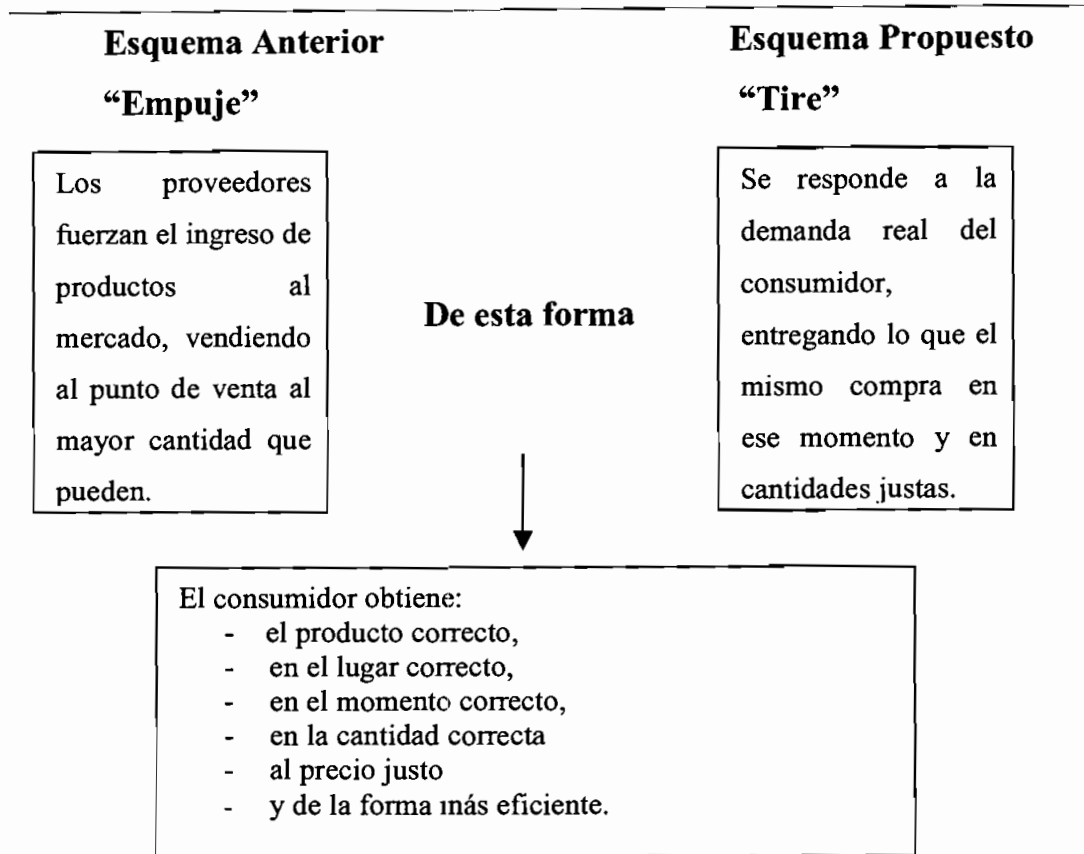 Esquema Anterior
“Empuje”
Los proveedores
fuerzan el ingreso de
productos al
mercado, vendiendo
al punto de venta al
mayor cantidad que
pueden.
De esta forma
Esquema Propuesto
“Tire”
Se responde a la
demanda real del
consumidor,
entregando lo que el
mismo compra en
ese momento y en
cantidades justas.
El consumidor obtiene:
- el producto correcto,
- en el lugar correcto,
- en el momento correcto,
- en la cantidad correcta
- al precio justo
- y de la forma más eficiente.